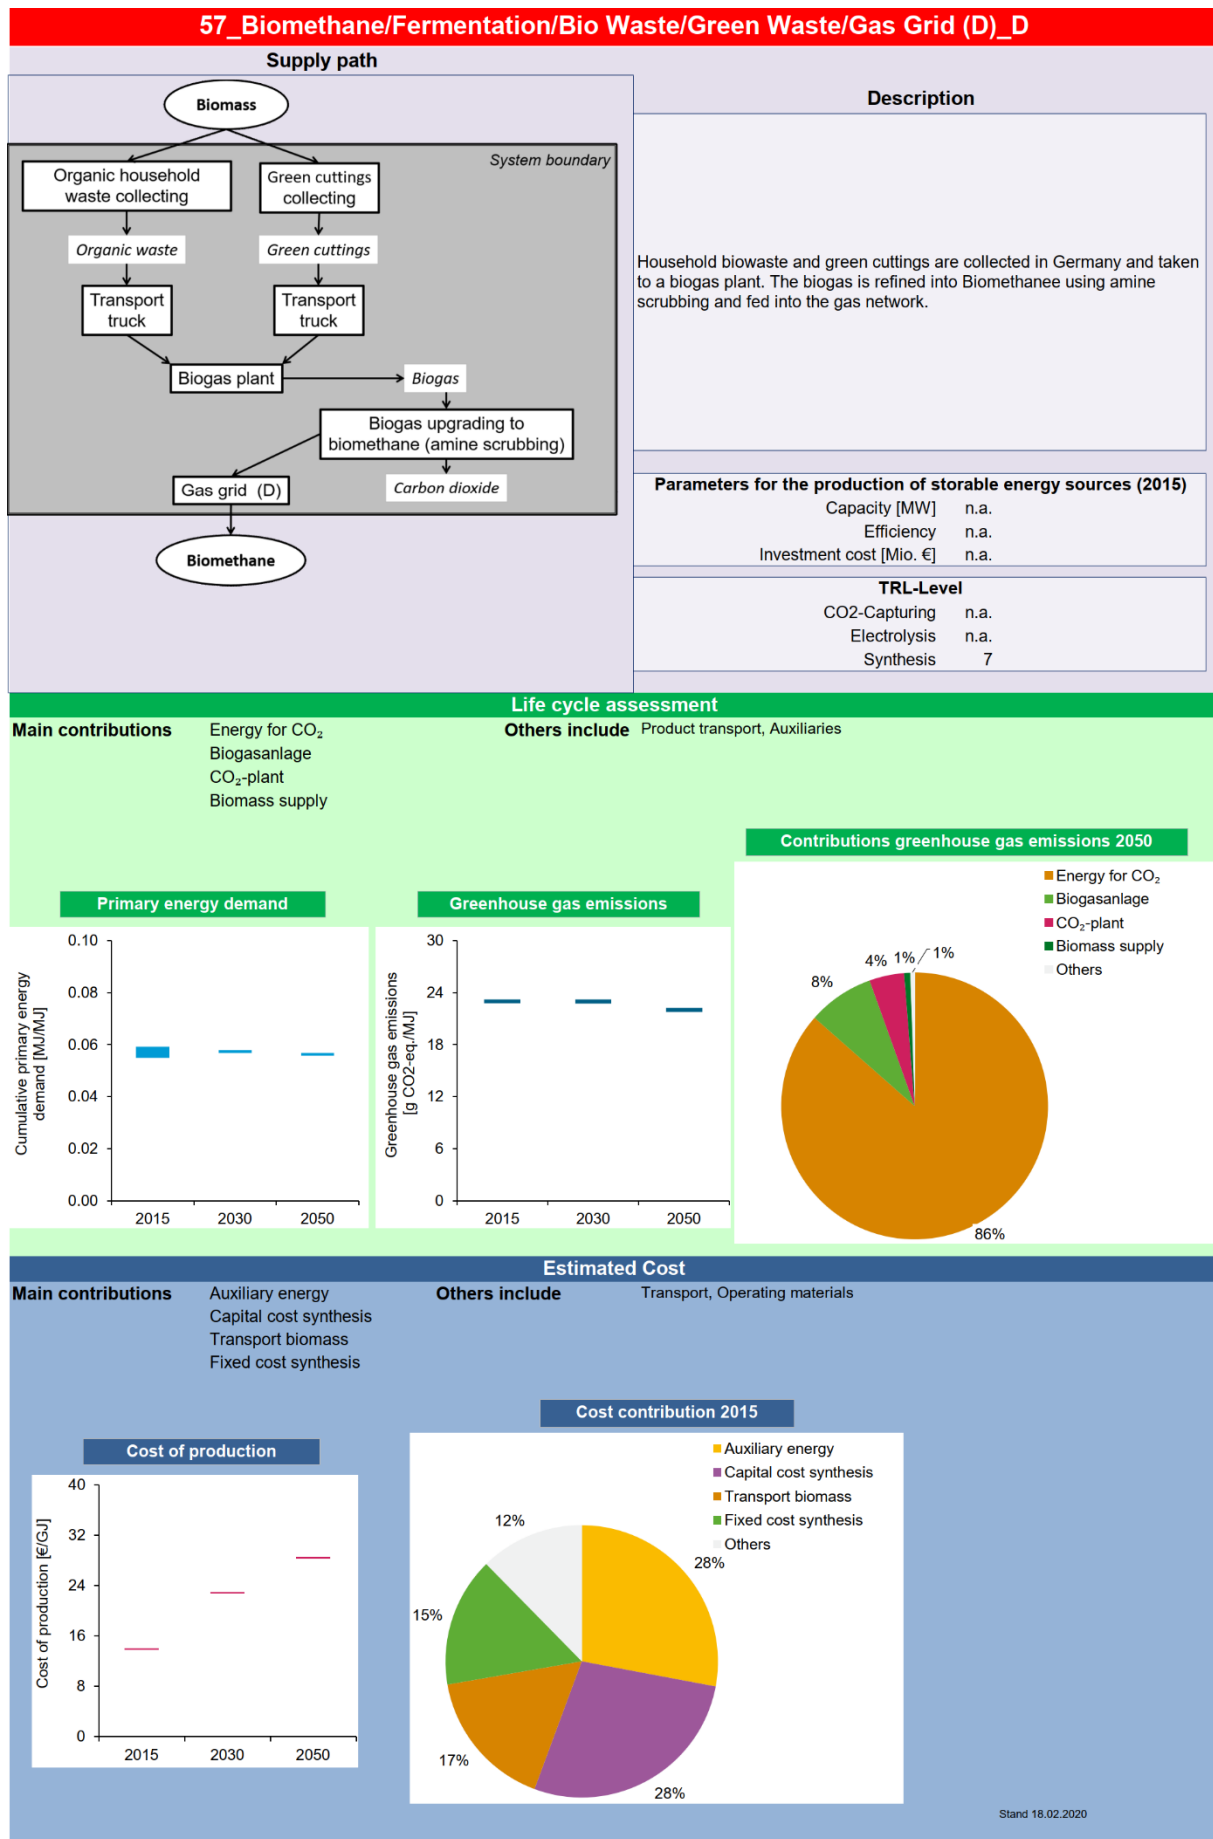 57_Biomethane/Fermentation/Bio Waste/Green Waste/Gas Grid (D)_D
Supply path
Biomass
System boundary
Organic household
waste collecting
Green cuttings
collecting
Organic waste
Green cuttings
Transport
truck
Transport
truck
Biogas plant
Biogas
Biogas upgrading to
biomethane (amine scrubbing)
Gas grid (D)
Carbon dioxide
Biomethane
Description
Household biowaste and green cuttings are collected in Germany and taken
to a biogas plant. The biogas is refined into Biomethanee using amine
scrubbing and fed into the gas network.
Parameters for the production of storable energy sources (2015)
Capacity [MW] n.a.
Efficiency n.a.
Investment cost [Mio. €] n.a.
TRL-Level
CO2-Capturing n.a.
Electrolysis n.a.
Synthesis 7
Life cycle assessment
Main contributions
Energy for CO₂
Biogasanlage
CO₂-plant
Biomass supply
Others include Product transport, Auxiliaries
Primary energy demand
Cumulative primary energy
demand [MJ/MJ]
0.10
0.08
0.06
0.04
0.02
0.00
2015 2030 2050
Greenhouse gas emissions
Greenhouse gas emissions
[g CO2-eq./MJ]
30
24
18
12
6
0
2015 2030 2050
Contributions greenhouse gas emissions 2050
Energy for CO₂
Biogasanlage
CO₂-plant
Biomass supply
Others
8%
4%
1%
1%
86%
Estimated Cost
Main contributions
Auxiliary energy
Capital cost synthesis
Transport biomass
Fixed cost synthesis
Others include Transport, Operating materials
Cost of production
Cost of production [€/GJ]
40
32
24
16
8
0
2015 2030 2050
Cost contribution 2015
Auxiliary energy
Capital cost synthesis
Transport biomass
Fixed cost synthesis
Others
12%
28%
15%
17%
28%
Stand 18.02.2020